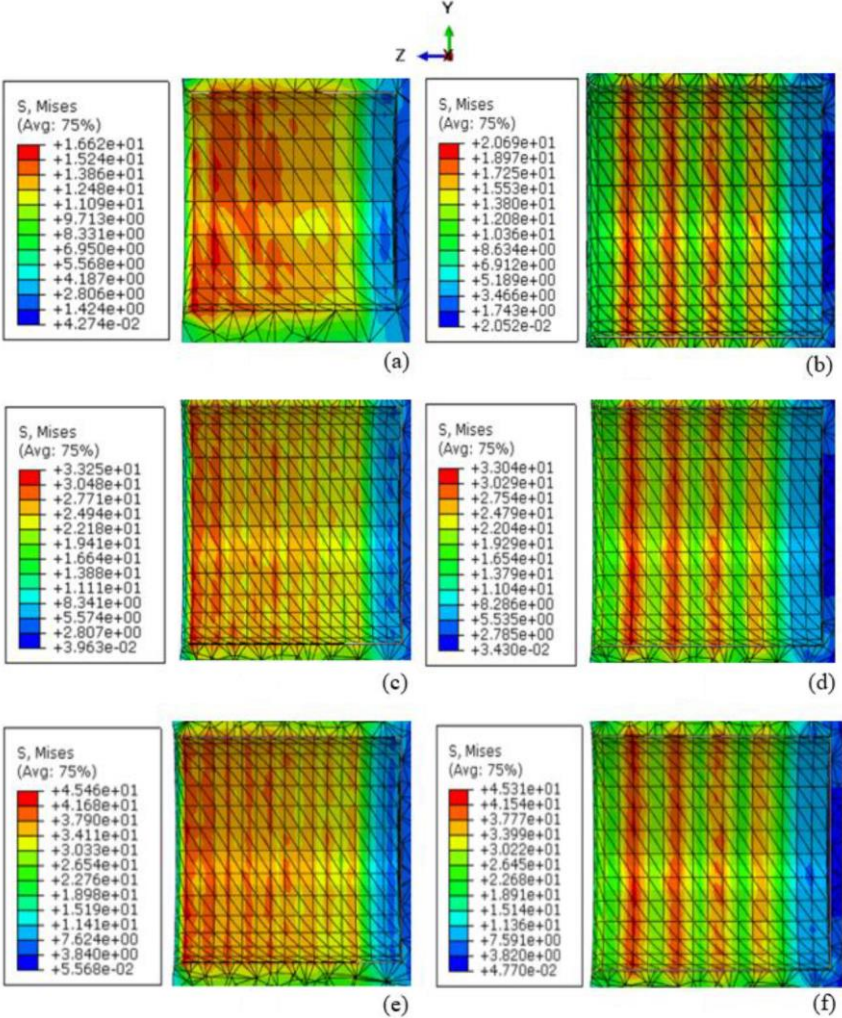 Y
Z X
S, Mises
(Avg: 75%)
+1.662e+01
+1.524e+01
+1.386e+01
+1.248e+01
+1.109e+01
+9.713e+00
+8.331e+00
+6.950e+00
+5.568e+00
+4.187e+00
+2.806e+00
+1.424e+00
+4.274e-02
(a)
S, Mises
(Avg: 75%)
+2.069e+01
+1.897e+01
+1.725e+01
+1.553e+01
+1.380e+01
+1.208e+01
+1.036e+01
+8.634e+00
+6.912e+00
+5.189e+00
+3.466e+00
+1.743e+00
+2.052e-02
(b)
S, Mises
(Avg: 75%)
+3.325e+01
+3.048e+01
+2.771e+01
+2.494e+01
+2.218e+01
+1.941e+01
+1.664e+01
+1.388e+01
+1.111e+01
+8.341e+00
+5.574e+00
+2.807e+00
+3.963e-02
(c)
S, Mises
(Avg: 75%)
+3.304e+01
+3.029e+01
+2.754e+01
+2.479e+01
+2.204e+01
+1.929e+01
+1.654e+01
+1.379e+01
+1.104e+01
+8.286e+00
+5.535e+00
+2.785e+00
+3.430e-02
(d)
S, Mises
(Avg: 75%)
+4.546e+01
+4.168e+01
+3.790e+01
+3.411e+01
+3.033e+01
+2.654e+01
+2.276e+01
+1.898e+01
+1.519e+01
+1.141e+01
+7.624e+00
+3.840e+00
+5.568e-02
(e)
S, Mises
(Avg: 75%)
+4.531e+01
+4.154e+01
+3.777e+01
+3.399e+01
+3.022e+01
+2.645e+01
+2.268e+01
+1.891e+01
+1.514e+01
+1.136e+01
+7.591e+00
+3.820e+00
+4.770e-02
(f)